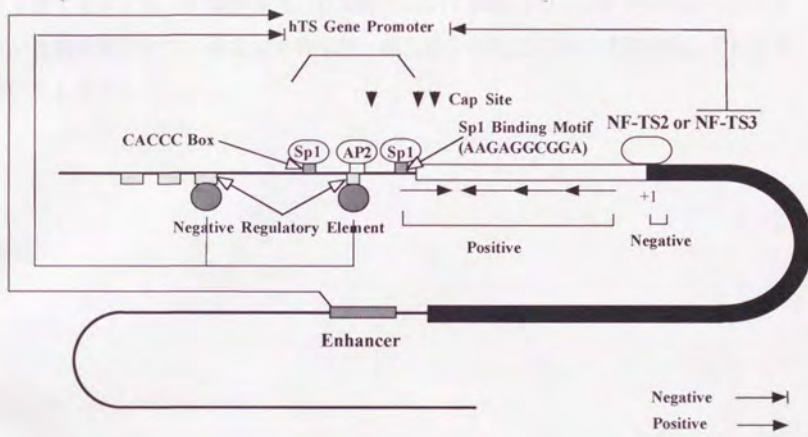 hTS Gene Promoter
Cap Site
CACCC Box
Sp1
AP2
Sp1
Sp1 Binding Motif
(AAGAGGCGGA)
NF-TS2 or NF-TS3
+1
Negative Regulatory Element
Positive
Negative
Enhancer
Negative
Positive